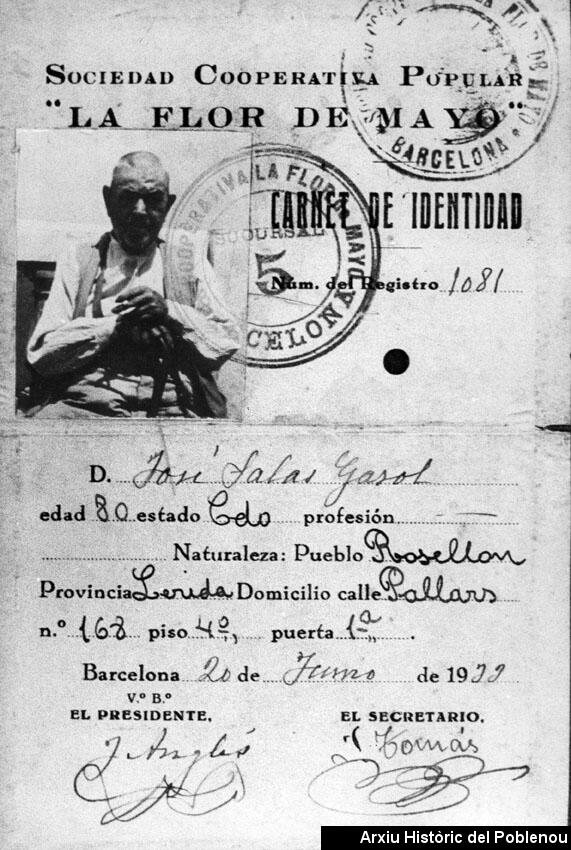 SOCIEDAD COOPERATIVA POPULAR
"LA FLOR DE MAYO"
BARCELONA
COOPERATIVA LA FLOR DE MAYO
SUCURSAL
5
BARCELONA
CARNET DE IDENTIDAD
Núm. del Registro 1081
D. José Salas Gasol
edad 80 estado Cdo profesión
Naturaleza: Pueblo Rosellon
Provincia Lerida Domicilio calle Pallars
n.º 168 piso 4º, puerta 1ª .
Barcelona 20 de Junio de 1933
V.º B.º
EL PRESIDENTE,
EL SECRETARIO,
J Anglés
Tomás
Arxiu Històric del Poblenou